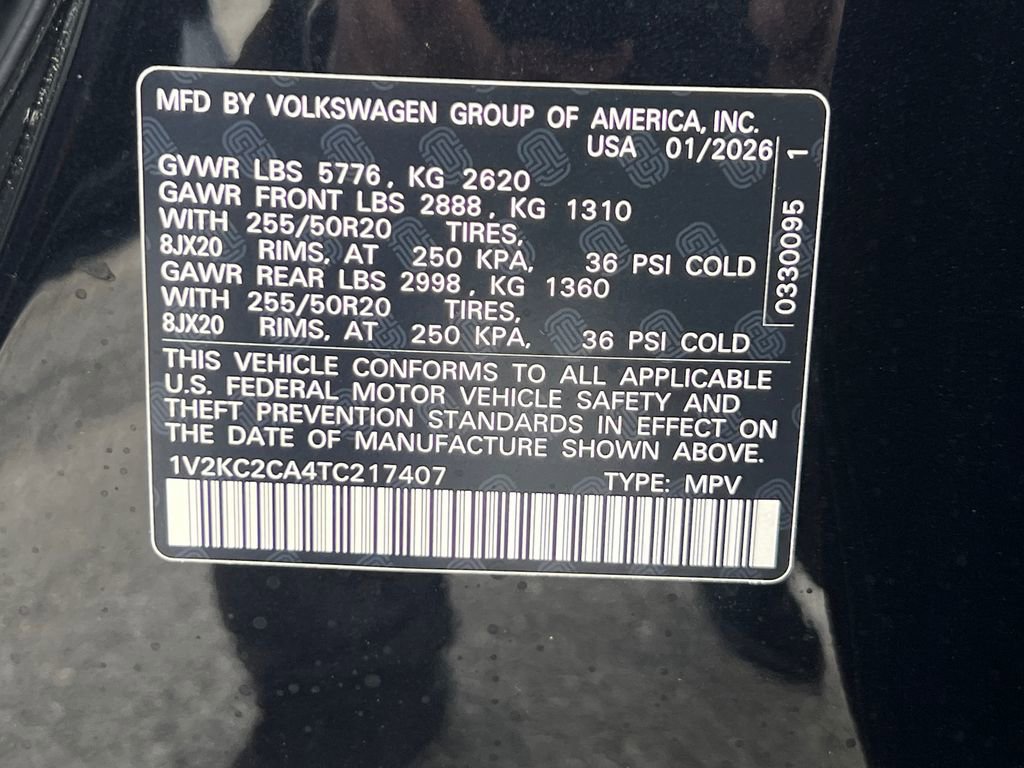 MFD BY VOLKSWAGEN GROUP OF AMERICA, INC.
USA 01/2026
GVWR LBS 5776, KG 2620
GAWR FRONT LBS 2888, KG 1310
WITH 255/50R20 TIRES,
8JX20 RIMS, AT 250 KPA, 36 PSI COLD
GAWR REAR LBS 2998, KG 1360
WITH 255/50R20 TIRES,
8JX20 RIMS, AT 250 KPA, 36 PSI COLD
0330095 1
THIS VEHICLE CONFORMS TO ALL APPLICABLE
U.S. FEDERAL MOTOR VEHICLE SAFETY AND
THEFT PREVENTION STANDARDS IN EFFECT ON
THE DATE OF MANUFACTURE SHOWN ABOVE.
1V2KC2CA4TC217407 TYPE: MPV